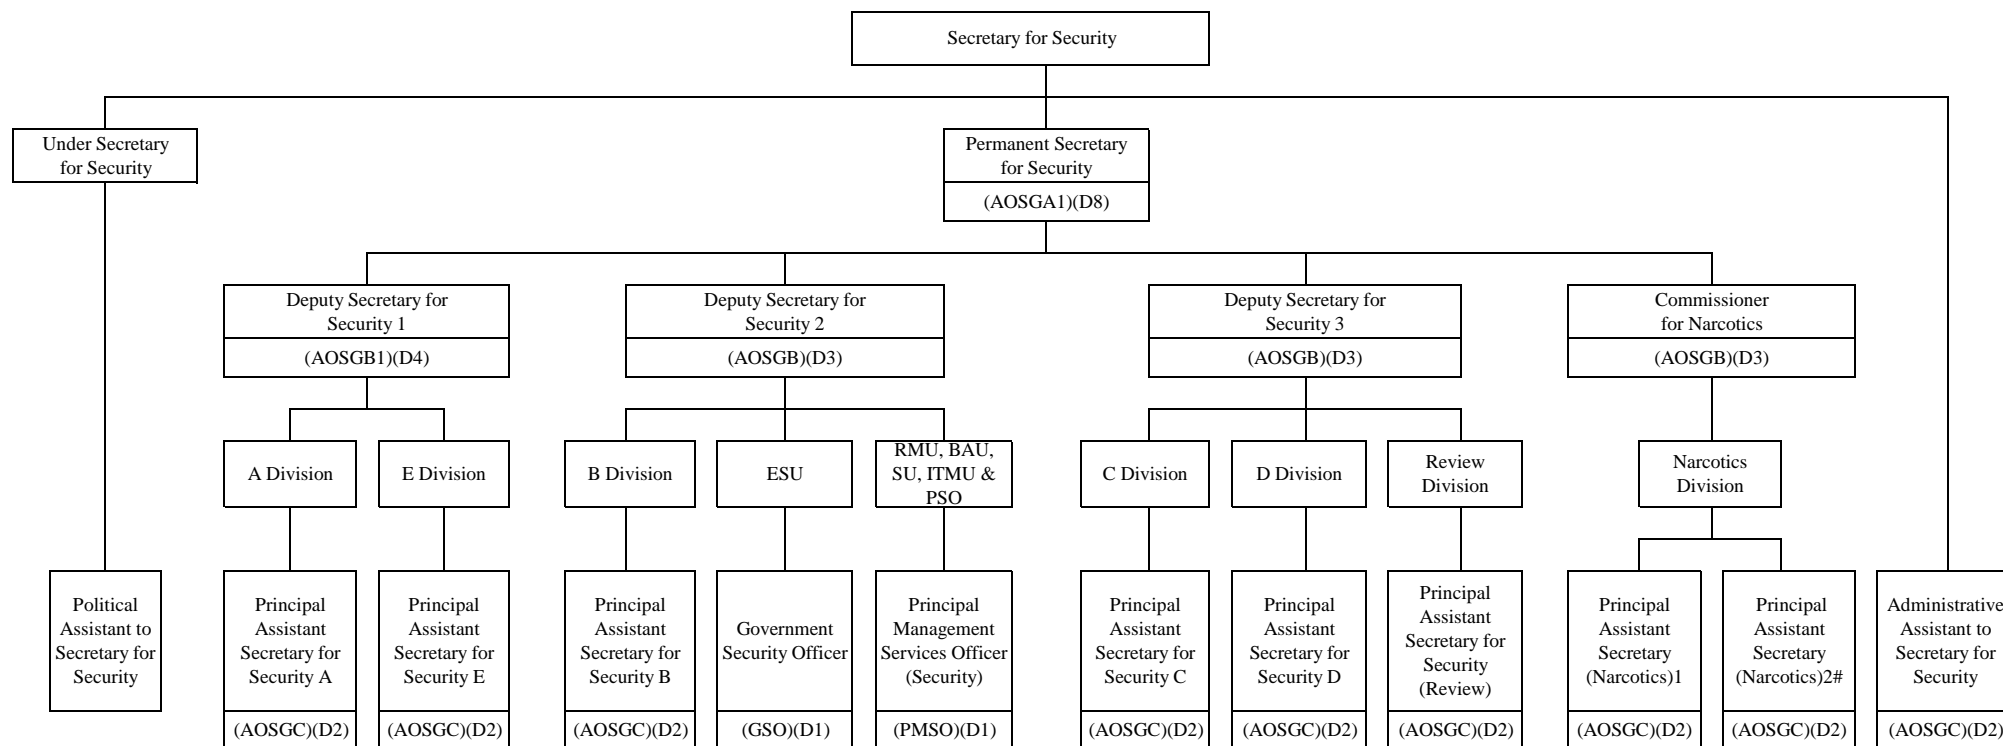 Secretary for Security
Under Secretary
for Security
Permanent Secretary
for Security
(AOSGA1)(D8)
Deputy Secretary for
Security 1
(AOSGB1)(D4)
Deputy Secretary for
Security 2
(AOSGB)(D3)
Deputy Secretary for
Security 3
(AOSGB)(D3)
Commissioner
for Narcotics
(AOSGB)(D3)
A Division
E Division
B Division
ESU
RMU, BAU,
SU, ITMU &
PSO
C Division
D Division
Review
Division
Narcotics
Division
Political
Assistant to
Secretary for
Security
Principal
Assistant
Secretary for
Security A
(AOSGC)(D2)
Principal
Assistant
Secretary for
Security E
(AOSGC)(D2)
Principal
Assistant
Secretary for
Security B
(AOSGC)(D2)
Government
Security Officer
(GSO)(D1)
Principal
Management
Services Officer
(Security)
(PMSO)(D1)
Principal
Assistant
Secretary for
Security C
(AOSGC)(D2)
Principal
Assistant
Secretary for
Security D
(AOSGC)(D2)
Principal
Assistant
Secretary for
Security
(Review)
(AOSGC)(D2)
Principal
Assistant
Secretary
(Narcotics)1
(AOSGC)(D2)
Principal
Assistant
Secretary
(Narcotics)2#
(AOSGC)(D2)
Administrative
Assistant to
Secretary for
Security
(AOSGC)(D2)